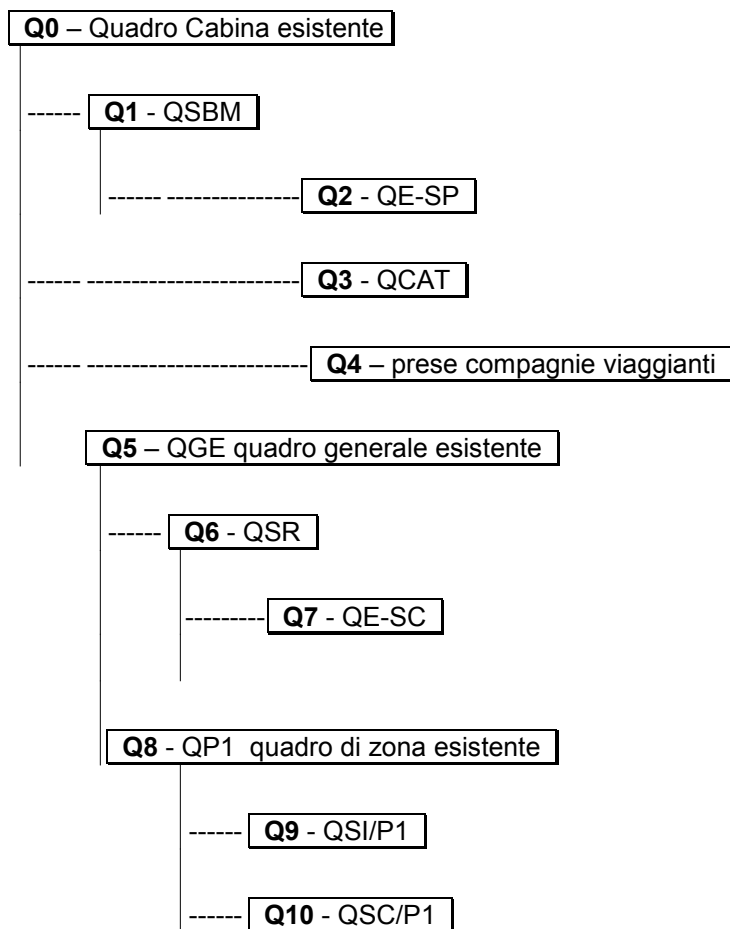 Q0 – Quadro Cabina esistente
Q1 - QSBM
Q2 - QE-SP
Q3 - QCAT
Q4 – prese compagnie viaggianti
Q5 – QGE quadro generale esistente
Q6 - QSR
Q7 - QE-SC
Q8 - QP1 quadro di zona esistente
Q9 - QSI/P1
Q10 - QSC/P1